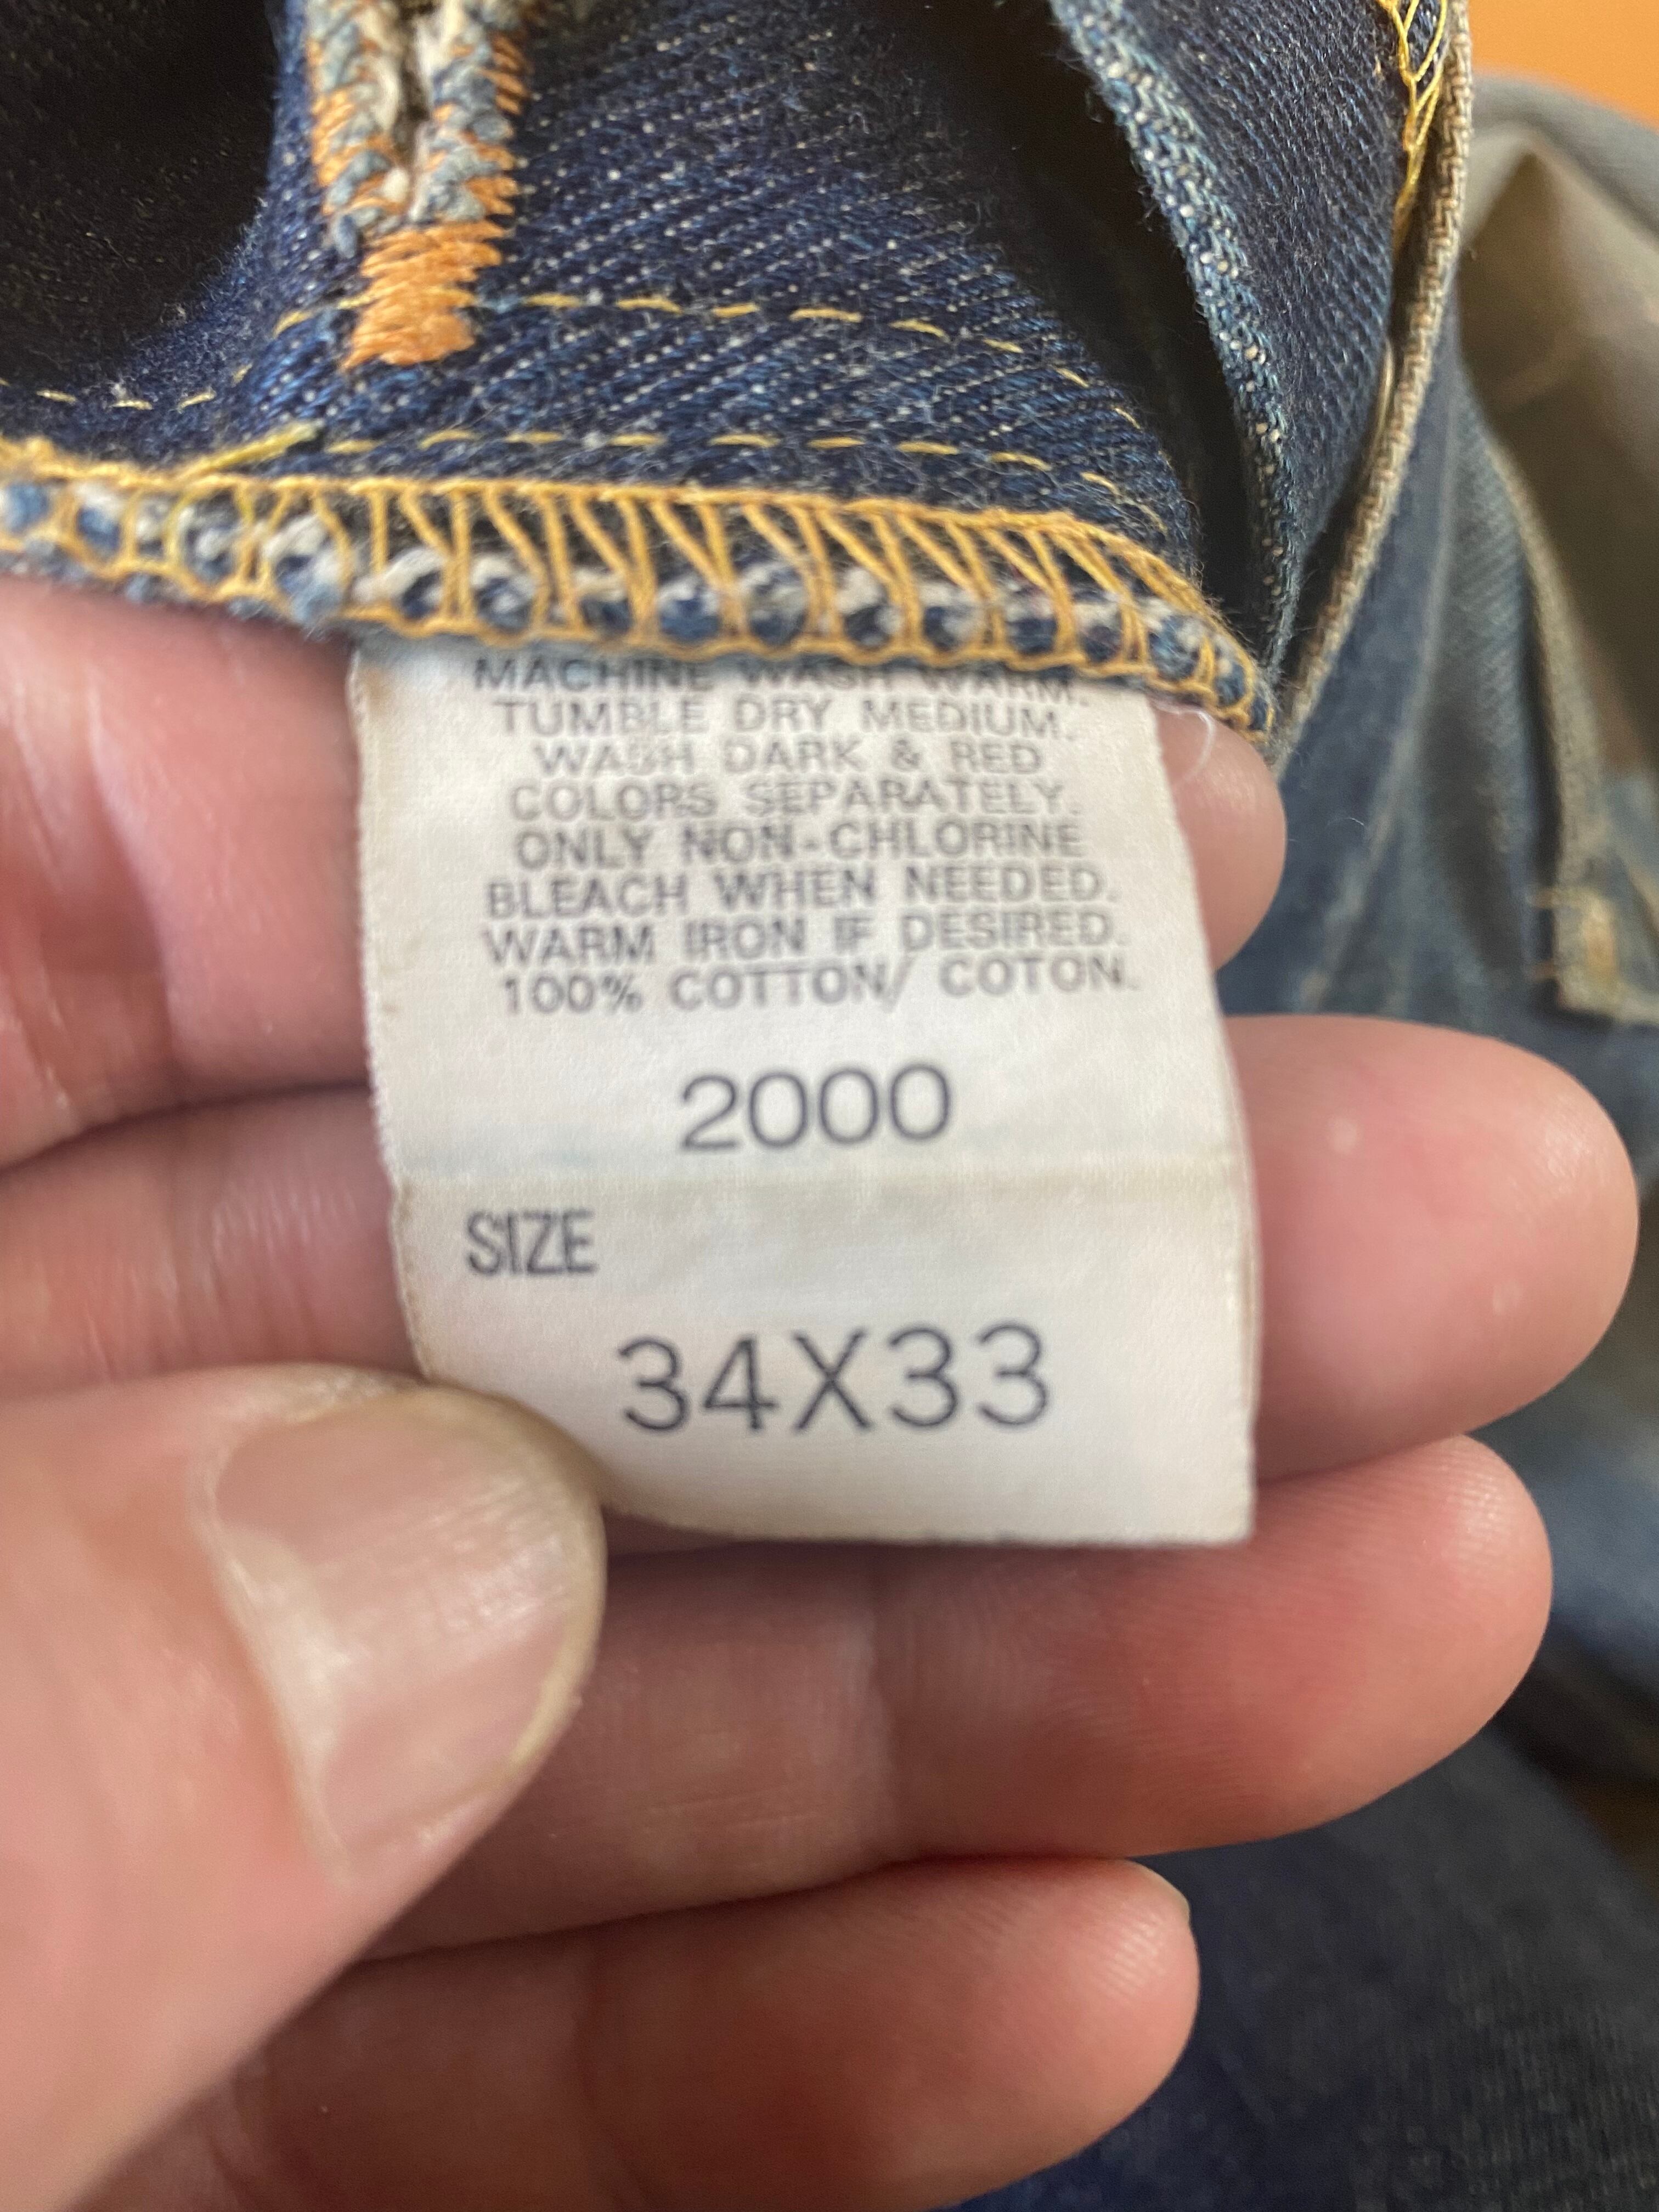 MACHINE WASH WARM.
TUMBLE DRY MEDIUM.
WASH DARK & RED
COLORS SEPARATELY.
ONLY NON-CHLORINE
BLEACH WHEN NEEDED.
WARM IRON IF DESIRED.
100% COTTON/ COTON.
2000
SIZE
34X33